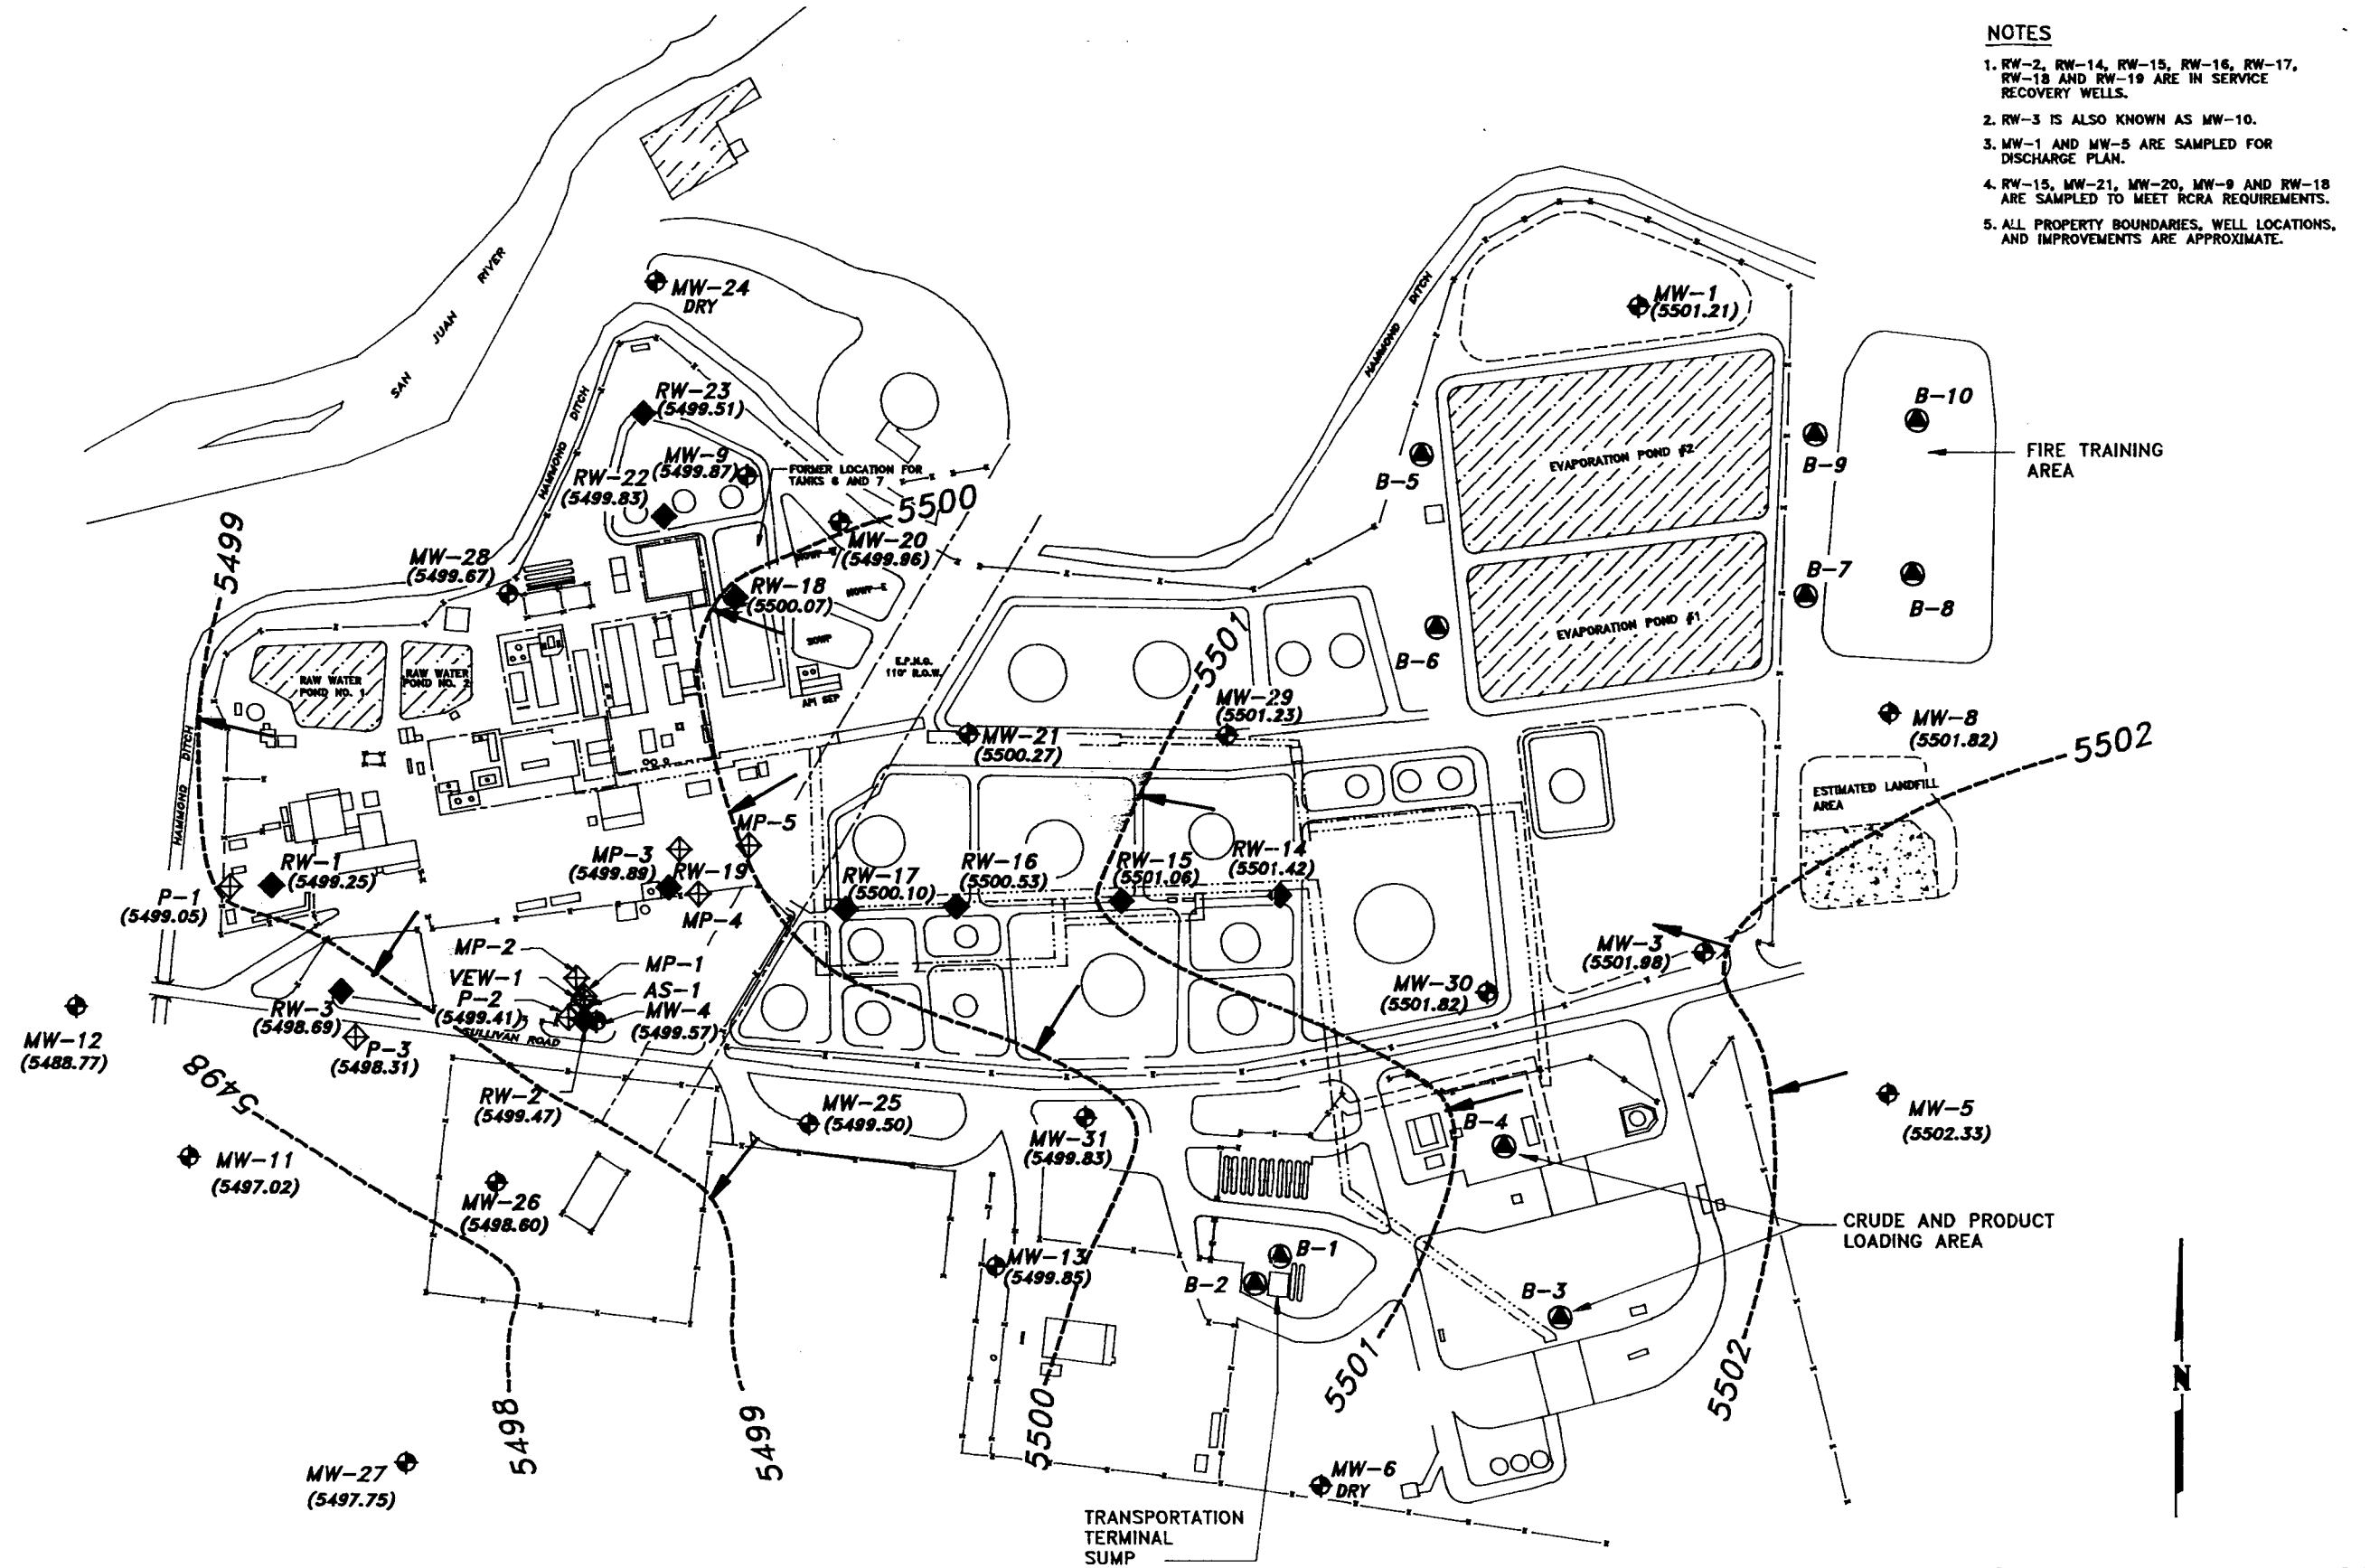 NOTES
1. RW-2, RW-14, RW-15, RW-16, RW-17,
RW-18 AND RW-19 ARE IN SERVICE
RECOVERY WELLS.
2. RW-3 IS ALSO KNOWN AS MW-10.
3. MW-1 AND MW-5 ARE SAMPLED FOR
DISCHARGE PLAN.
4. RW-15, MW-21, MW-20, MW-9 AND RW-18
ARE SAMPLED TO MEET RCRA REQUIREMENTS.
5. ALL PROPERTY BOUNDARIES, WELL LOCATIONS,
AND IMPROVEMENTS ARE APPROXIMATE.
SAN JUAN RIVER
MW-24
DRY
HAMMOND DITCH
MW-1
(5501.21)
RW-23
(5499.51)
HAMMOND DITCH
MW-9
(5499.87)
RW-22
(5499.83)
FORMER LOCATION FOR
TANKS 6 AND 7
5500
B-10
FIRE TRAINING
AREA
B-9
B-5
EVAPORATION POND #2
5499
MW-28
(5499.67)
MW-20
(5499.96)
NOWP-E
RW-18
(5500.07)
SOWP
E.P.N.G.
110' R.O.W.
API SEP
B-7
B-8
EVAPORATION POND #1
B-6
5501
RAW WATER
POND NO. 1
RAW WATER
POND NO. 2
HAMMOND DITCH
MW-29
(5501.23)
MW-21
(5500.27)
MW-8
(5501.82)
5502
ESTIMATED LANDFILL
AREA
MP-5
MP-3
(5499.89)
RW-19
MP-4
RW-1
(5499.25)
P-1
(5499.05)
RW-17
(5500.10)
RW-16
(5500.53)
RW-15
(5501.06)
RW-14
(5501.42)
MW-3
(5501.98)
MW-30
(5501.82)
MP-2
VEW-1
P-2
(5499.41)
MP-1
AS-1
MW-4
(5499.57)
SULLIVAN ROAD
RW-3
(5498.69)
P-3
(5498.31)
MW-12
(5488.77)
5498
RW-2
(5499.47)
MW-25
(5499.50)
MW-31
(5499.83)
B-4
MW-5
(5502.33)
MW-11
(5497.02)
MW-26
(5498.60)
CRUDE AND PRODUCT
LOADING AREA
MW-13
(5499.85)
B-1
B-2
B-3
5498
5499
5500
5501
5502
MW-27
(5497.75)
MW-6
DRY
TRANSPORTATION
TERMINAL
SUMP
N